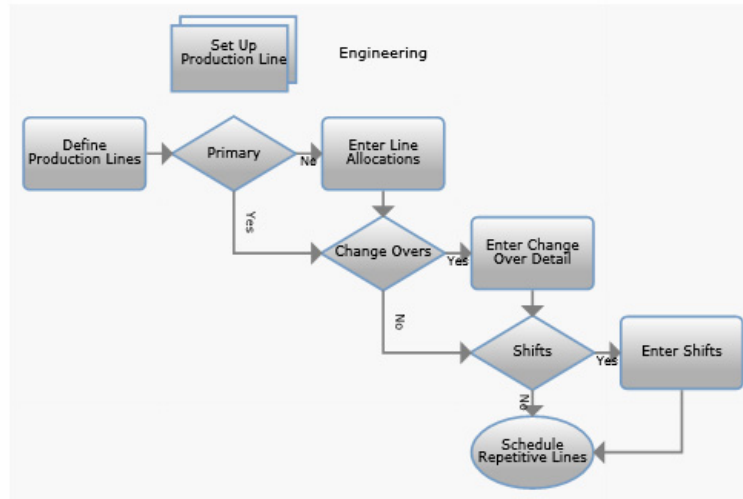 Set Up
Production Line
Engineering
Define
Production Lines
Primary
No
Enter Line
Allocations
Yes
Change Overs
Yes
Enter Change
Over Detail
No
Shifts
Yes
Enter Shifts
No
Schedule
Repetitive Lines